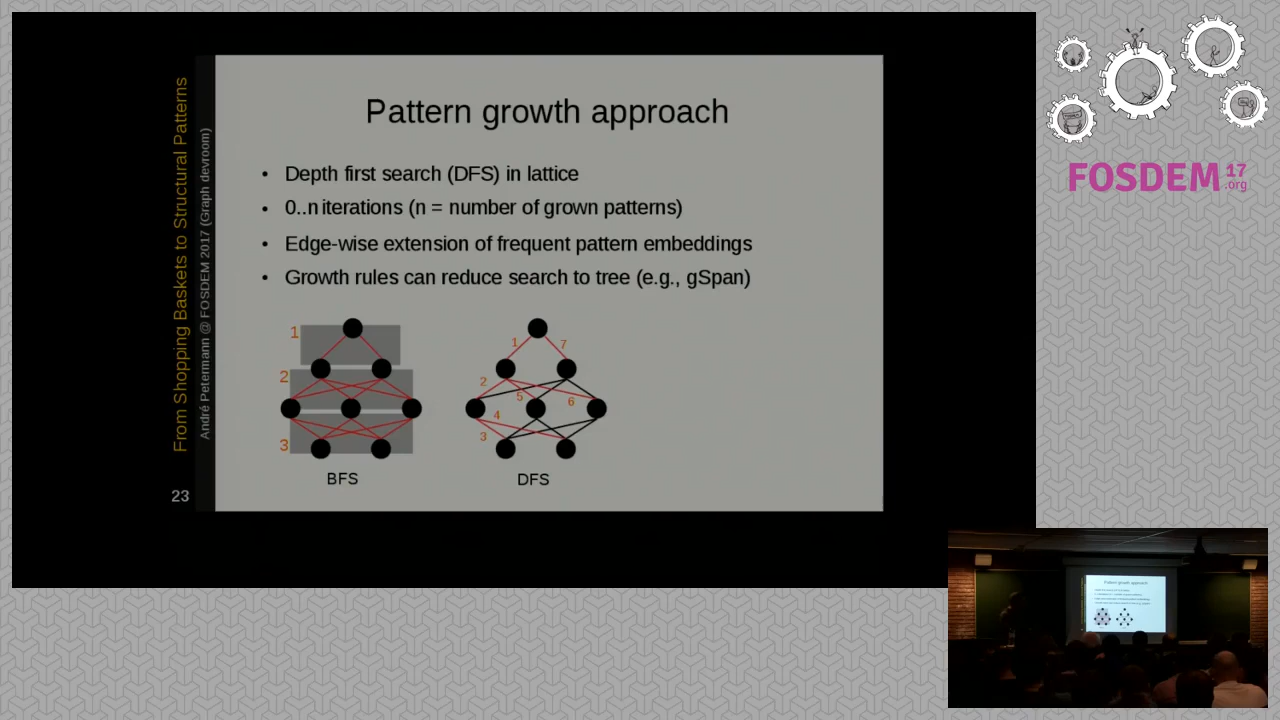 From Shopping Baskets to Structural Patterns
André Petermann @ FOSDEM 2017 (Graph devroom)
23
Pattern growth approach
• Depth first search (DFS) in lattice
• 0..n iterations (n = number of grown patterns)
• Edge-wise extension of frequent pattern embeddings
• Growth rules can reduce search to tree (e.g., gSpan)
1
2
3
BFS
1
7
2
5
6
4
3
DFS
FOSDEM 17 .org
Pattern growth approach